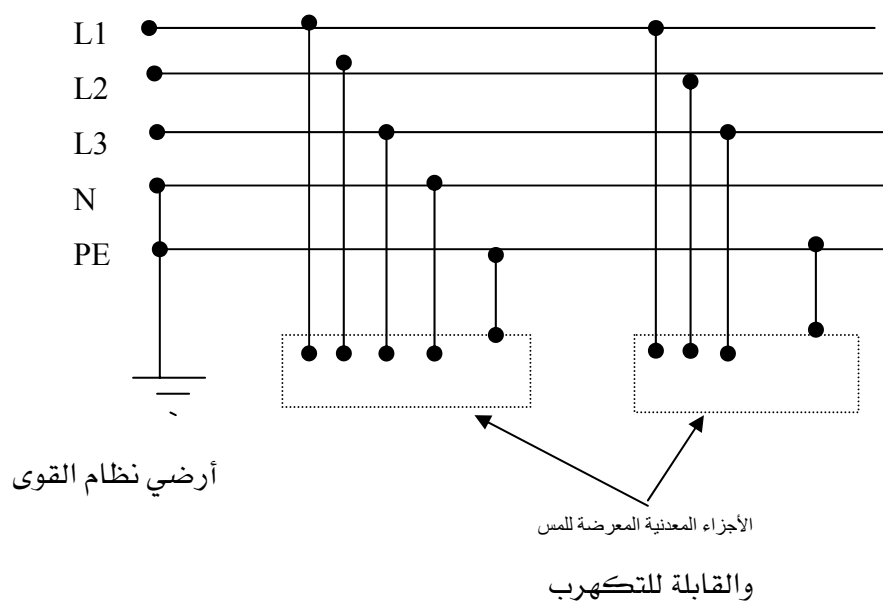 L1
L2
L3
N
PE
أرضي نظام القوى
الأجزاء المعدنية المعرضة للمس
والقابلة للتكهرب